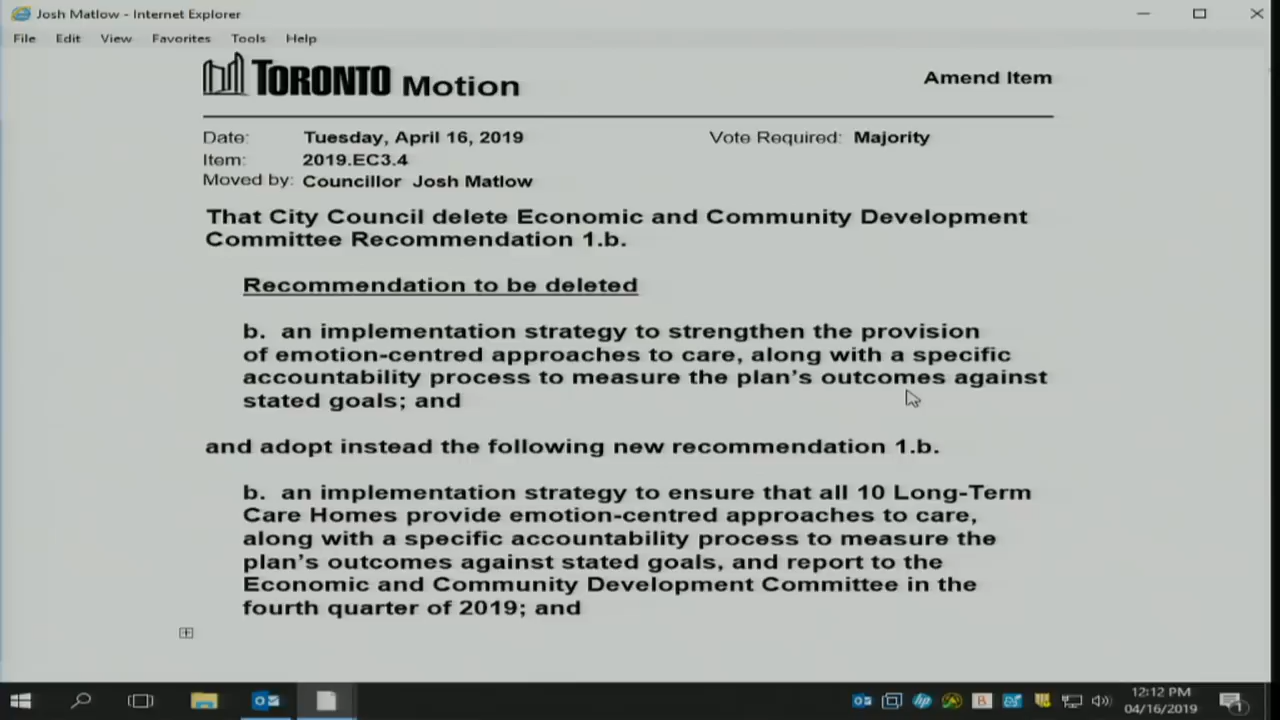 Josh Matlow - Internet Explorer
File Edit View Favorites Tools Help
TORONTO Motion
Amend Item
Date: Tuesday, April 16, 2019
Vote Required: Majority
Item: 2019.EC3.4
Moved by: Councillor Josh Matlow
That City Council delete Economic and Community Development
Committee Recommendation 1.b.
Recommendation to be deleted
b. an implementation strategy to strengthen the provision
of emotion-centred approaches to care, along with a specific
accountability process to measure the plan's outcomes against
stated goals; and
and adopt instead the following new recommendation 1.b.
b. an implementation strategy to ensure that all 10 Long-Term
Care Homes provide emotion-centred approaches to care,
along with a specific accountability process to measure the
plan's outcomes against stated goals, and report to the
Economic and Community Development Committee in the
fourth quarter of 2019; and
12:12 PM
04/16/2019